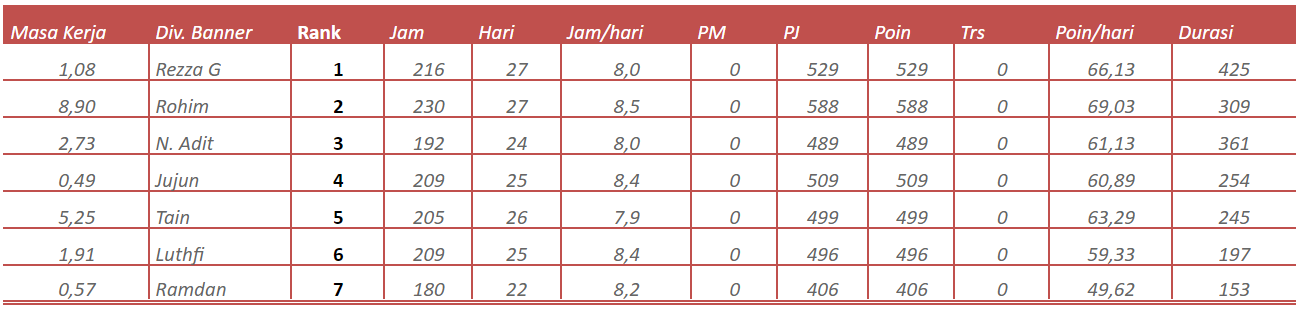 Masa Kerja Div. Banner Rank Jam Hari Jam/hari PM PJ Poin Trs Poin/hari Durasi
1,08 Rezza G 1 216 27 8,0 0 529 529 0 66,13 425
8,90 Rohim 2 230 27 8,5 0 588 588 0 69,03 309
2,73 N. Adit 3 192 24 8,0 0 489 489 0 61,13 361
0,49 Jujun 4 209 25 8,4 0 509 509 0 60,89 254
5,25 Tain 5 205 26 7,9 0 499 499 0 63,29 245
1,91 Luthfi 6 209 25 8,4 0 496 496 0 59,33 197
0,57 Ramdan 7 180 22 8,2 0 406 406 0 49,62 153